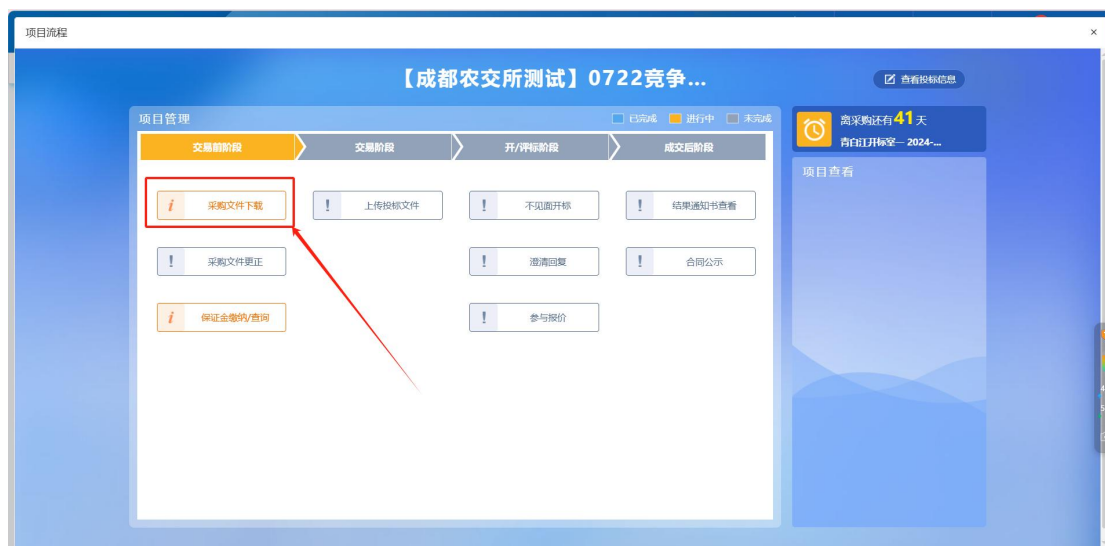 项目流程
×
【成都农交所测试】0722竞争...
查看投标信息
项目管理
已完成 进行中 未完成
离采购还有41天
青白江开标室— 2024-...
交易前阶段 交易阶段 开/评标阶段 成交后阶段
项目查看
i 采购文件下载 ! 上传投标文件 ! 不见面开标 ! 结果通知书查看
! 采购文件更正 ! 澄清回复 ! 合同公示
i 保证金缴纳/查询 ! 参与报价